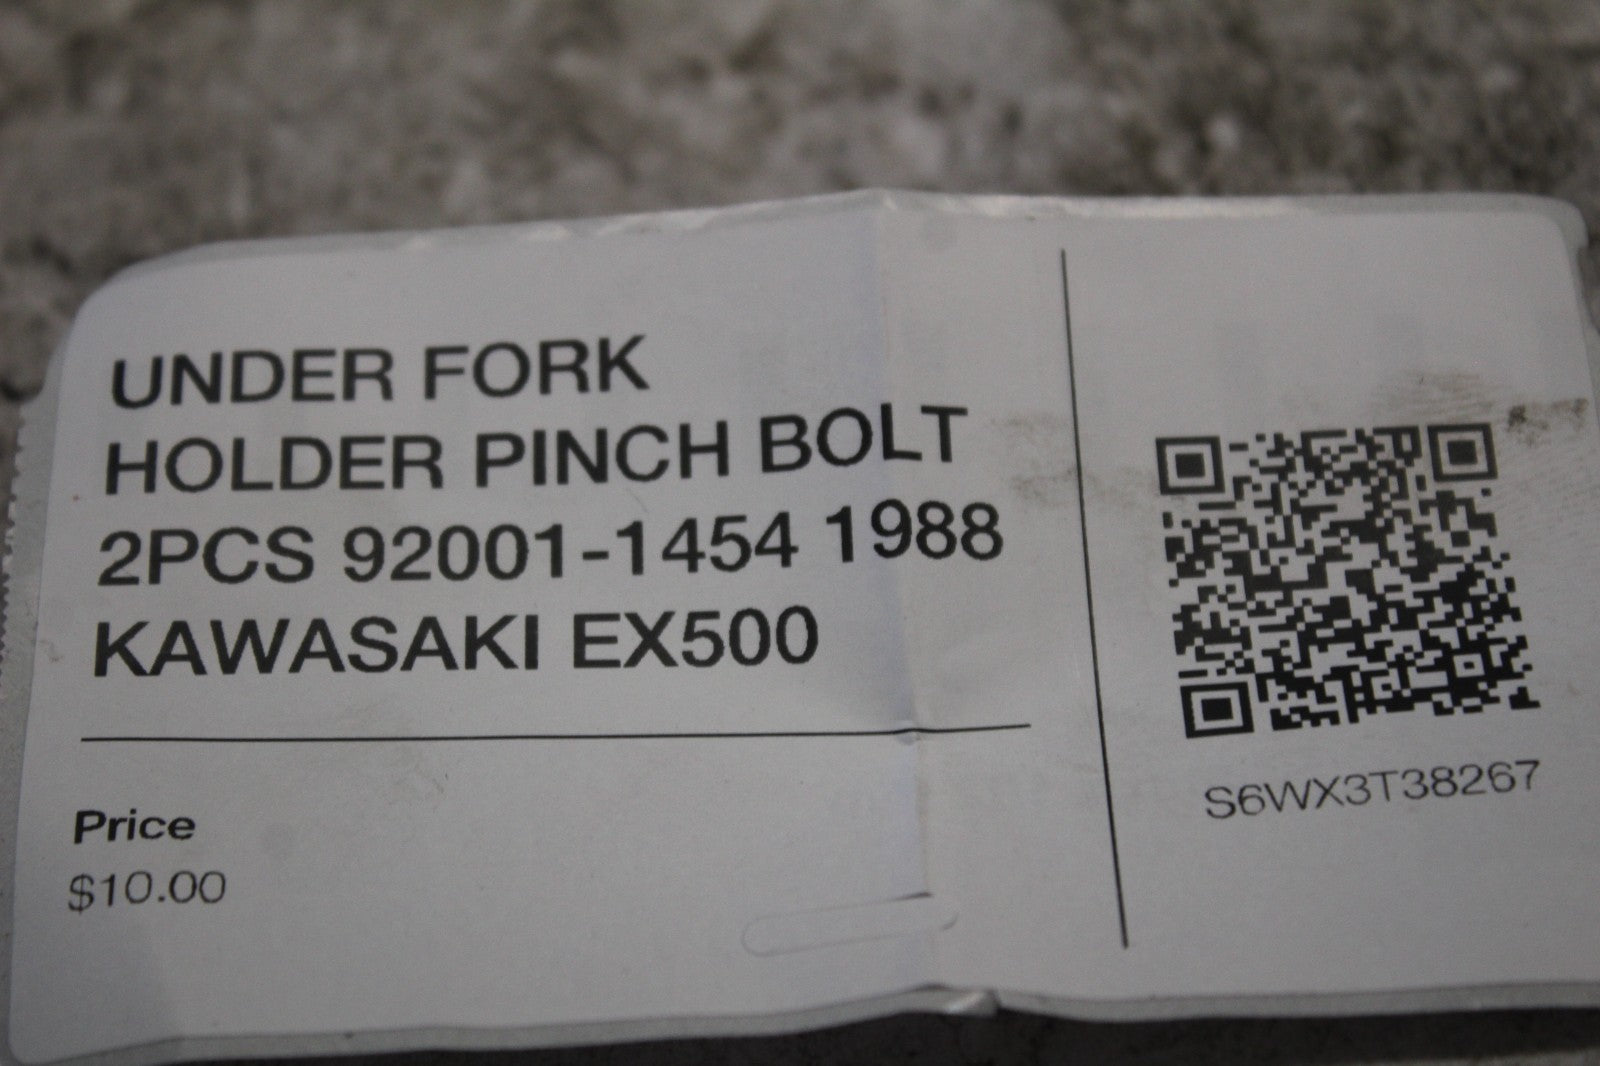 UNDER FORK
HOLDER PINCH BOLT
2PCS 92001-1454 1988
KAWASAKI EX500
Price
$10.00
S6WX3T38267